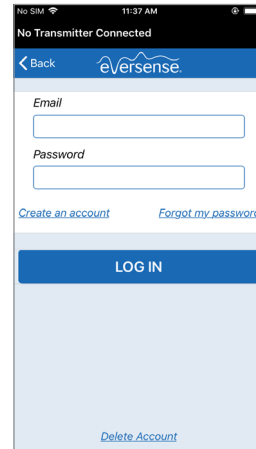 No SIM 11:37 AM
No Transmitter Connected
Back eversense.
Email
Password
Create an account Forgot my password
LOG IN
Delete Account